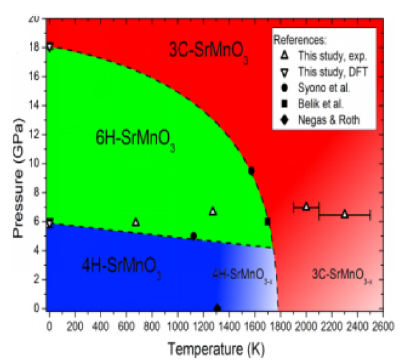 20
18
16
14
12
10
8
6
4
2
0
Pressure (GPa)
3C-SrMnO3
References:
This study, exp.
This study, DFT
Syono et al.
Belik et al.
Negas & Roth
6H-SrMnO3
4H-SrMnO3
4H-SrMnO3-x
3C-SrMnO3-x
0 200 400 600 800 1000 1200 1400 1600 1800 2000 2200 2400 2600
Temperature (K)